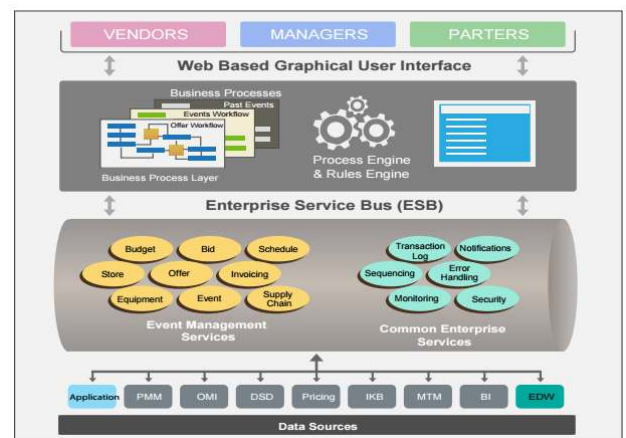 VENDORS
MANAGERS
PARTERS
Web Based Graphical User Interface
Business Processes
Past Events
Events Workflow
Offer Workflow
Business Process Layer
Process Engine
& Rules Engine
Enterprise Service Bus (ESB)
Budget
Bid
Schedule
Store
Offer
Invoicing
Equipment
Event
Supply
Chain
Event Management
Services
Transaction
Log
Notifications
Sequencing
Error
Handling
Monitoring
Security
Common Enterprise
Services
Application
PMM
OMI
DSD
Pricing
IKB
MTM
BI
EDW
Data Sources